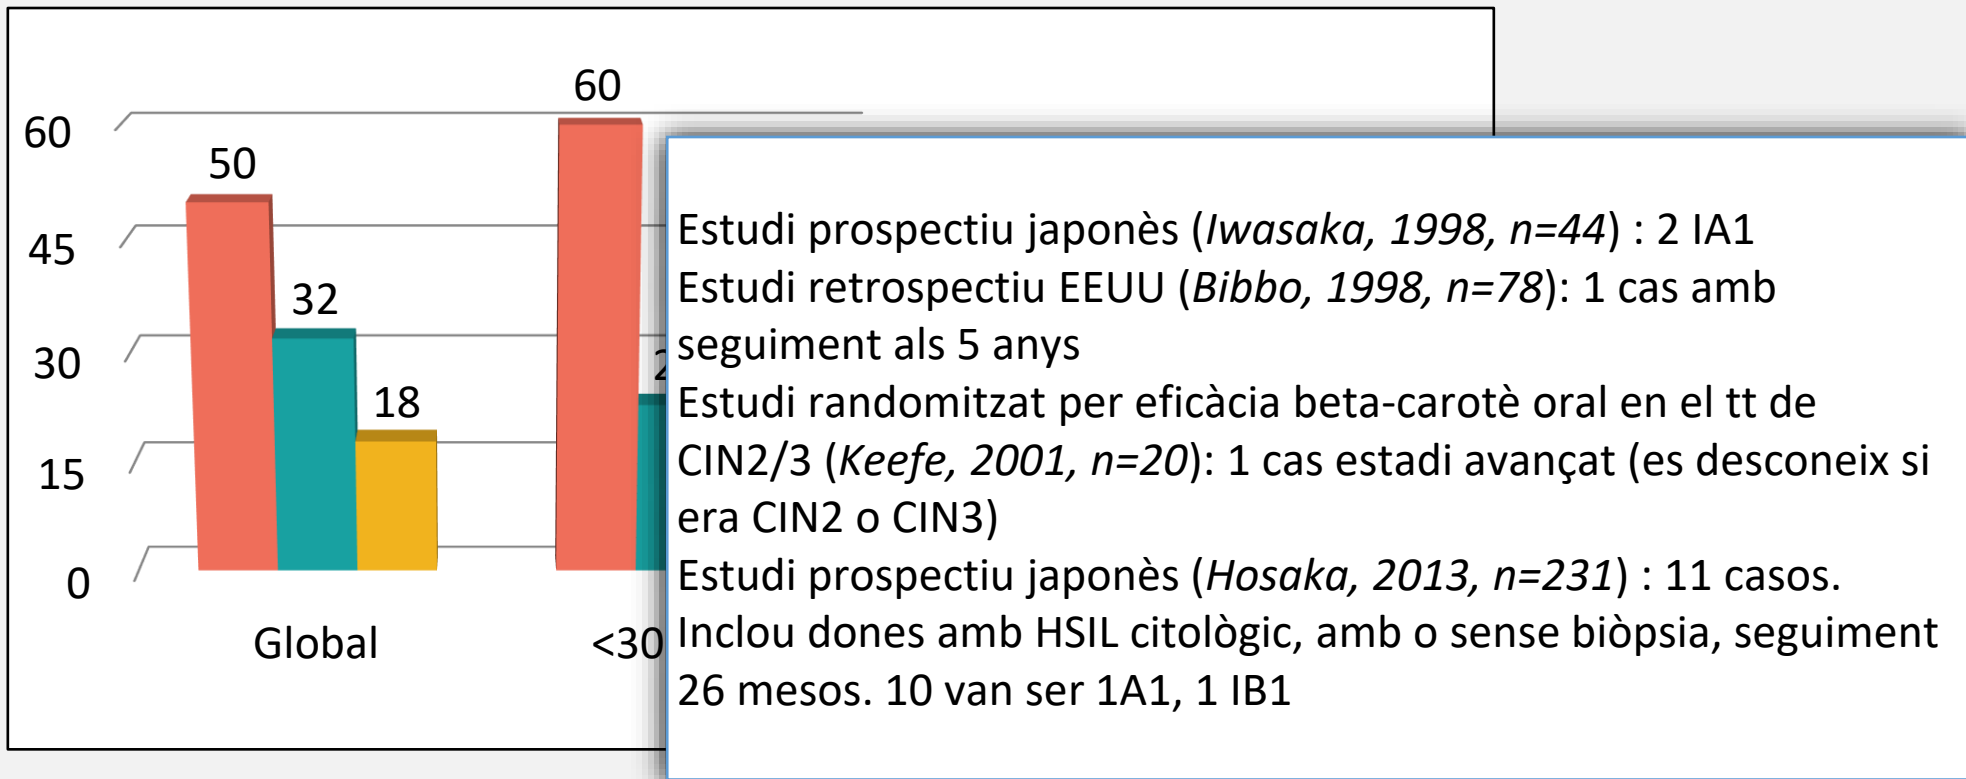 60
45
30
15
0
50
32
18
60
Global
<30
Estudi prospectiu japonès (Iwasaka, 1998, n=44) : 2 IA1
Estudi retrospectiu EEUU (Bibbo, 1998, n=78): 1 cas amb
seguiment als 5 anys
Estudi randomitzat per eficàcia beta-carotè oral en el tt de
CIN2/3 (Keefe, 2001, n=20): 1 cas estadi avançat (es desconeix si
era CIN2 o CIN3)
Estudi prospectiu japonès (Hosaka, 2013, n=231) : 11 casos.
Inclou dones amb HSIL citològic, amb o sense biòpsia, seguiment
26 mesos. 10 van ser 1A1, 1 IB1